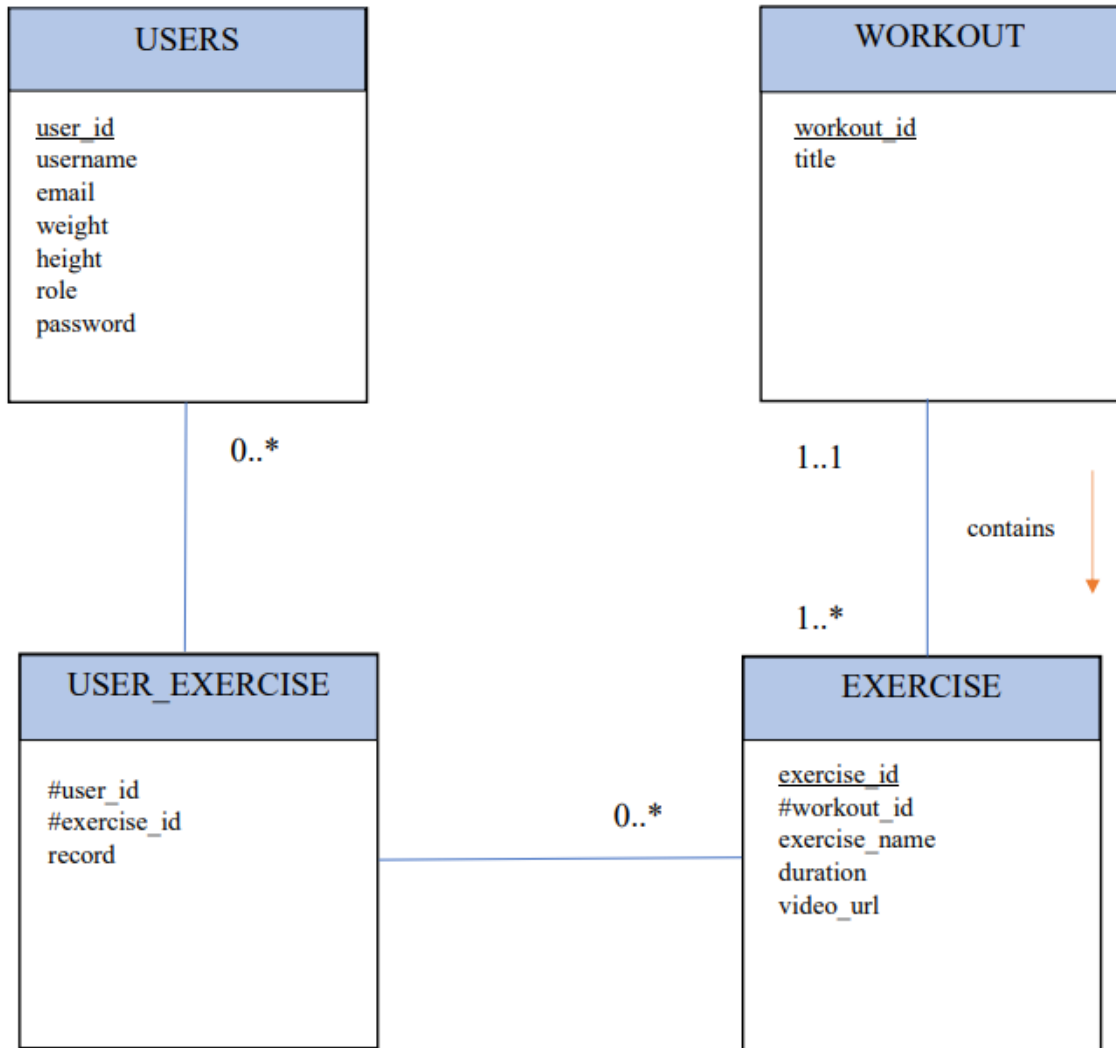 USERS
user_id
username
email
weight
height
role
password
WORKOUT
workout_id
title
0..*
1..1
contains
1..*
USER_EXERCISE
#user_id
#exercise_id
record
0..*
EXERCISE
exercise_id
#workout_id
exercise_name
duration
video_url